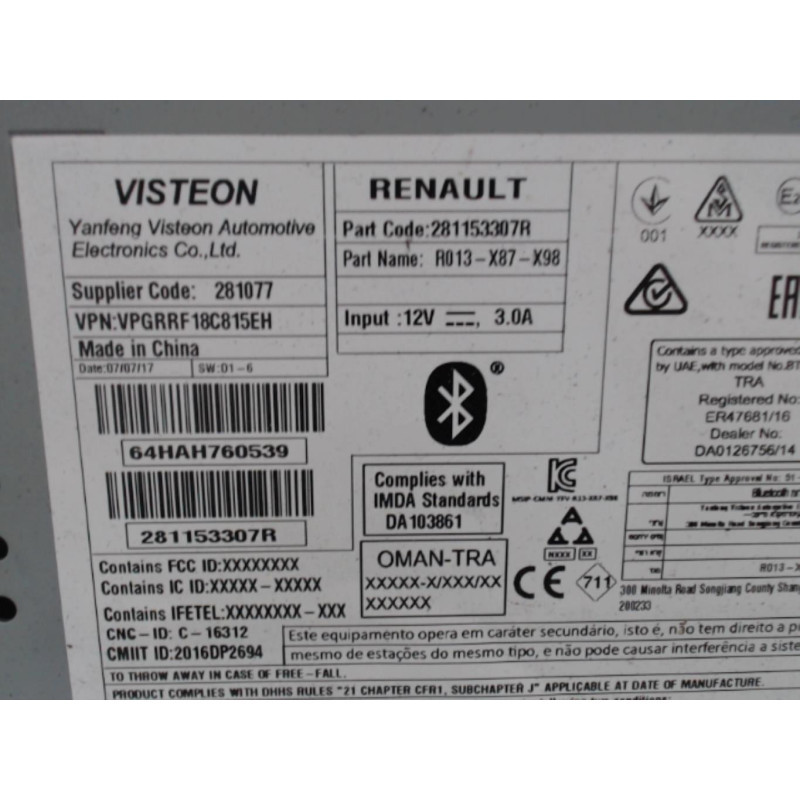 VISTEON
Yanfeng Visteon Automotive
Electronics Co.,Ltd.
Supplier Code: 281077
VPN:VPGRRF18C815EH
Made in China
Date:07/07/17 SW:D1-6
64HAH760539
281153307R
RENAULT
Part Code:281153307R
Part Name: R013-X87-X98
Input :12V 3.0A
®
001
XXXX
Contains a type approved
by UAE,with model No.BT
TRA
Registered No:
ER47681/16
Dealer No:
DA0126756/14
Complies with
IMDA Standards
DA103861
OMAN-TRA
XXXXX-X/XXX/XX
XXXXXX
CE
711
ISRAEL Type Approval No: 51-
Bluetooth
R013-X
300 Minolta Road Songjiang County Shang
200233
Contains FCC ID:XXXXXXXX
Contains IC ID:XXXXX-XXXXX
Contains IFETEL:XXXXXXXX-XXX
CNC-ID: C-16312
CMIIT ID:2016DP2694
Este equipamento opera em caráter secundário, isto é, não tem direito a p
mesmo de estações do mesmo tipo, e não pode causar interferência a siste
TO THROW AWAY IN CASE OF FREE-FALL.
PRODUCT COMPLIES WITH DHHS RULES "21 CHAPTER CFR1, SUBCHAPTER J" APPLICABLE AT DATE OF MANUFACTURE.